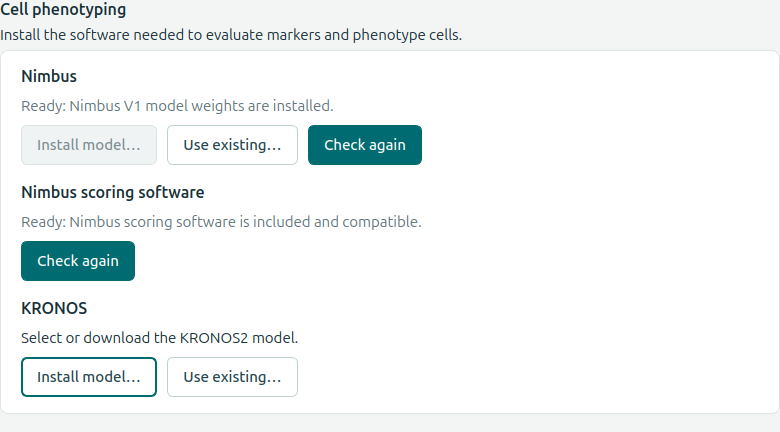 Cell phenotyping
Install the software needed to evaluate markers and phenotype cells.
Nimbus
Ready: Nimbus V1 model weights are installed.
Install model…
Use existing…
Check again
Nimbus scoring software
Ready: Nimbus scoring software is included and compatible.
Check again
KRONOS
Select or download the KRONOS2 model.
Install model…
Use existing…